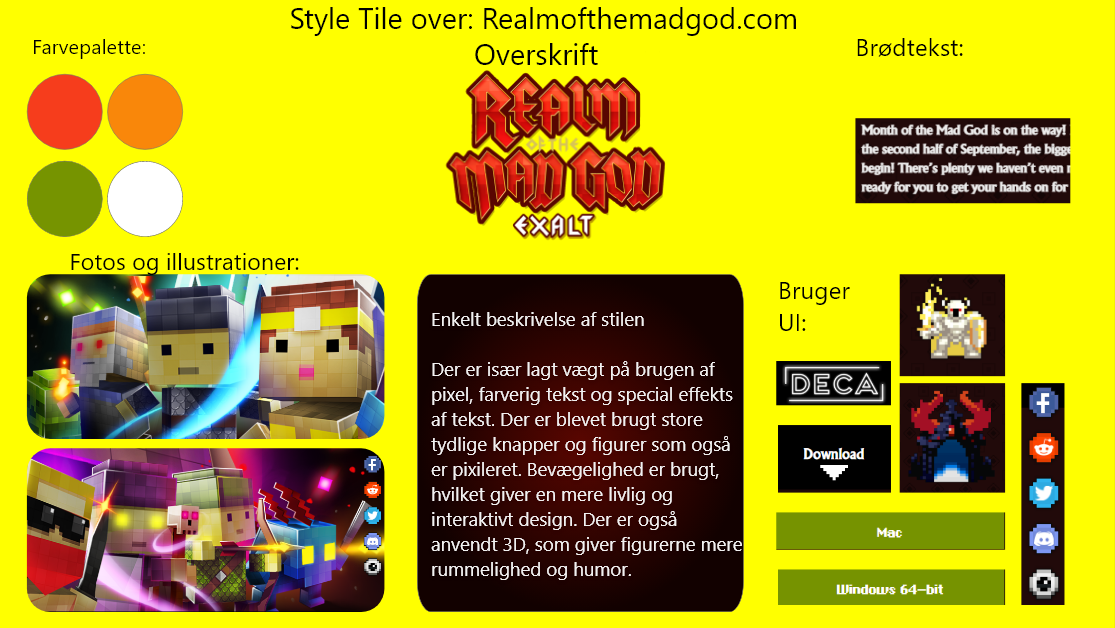 Style Tile over: Realmofthemadgod.com
Farvepalette:
Overskrift
Brødtekst:
REALM
OF THE
MAD GOD
EXALT
Month of the Mad God is on the way!
the second half of September, the bigge
begin! There's plenty we haven't even
ready for you to get your hands on for
Fotos og illustrationer:
Enkelt beskrivelse af stilen
Der er især lagt vægt på brugen af
pixel, farverig tekst og special effekts
af tekst. Der er blevet brugt store
tydlige knapper og figurer som også
er pixileret. Bevægelighed er brugt,
hvilket giver en mere livlig og
interaktivt design. Der er også
anvendt 3D, som giver figurerne mere
rummelighed og humor.
Bruger
UI:
DECA
Download
Mac
Windows 64-bit